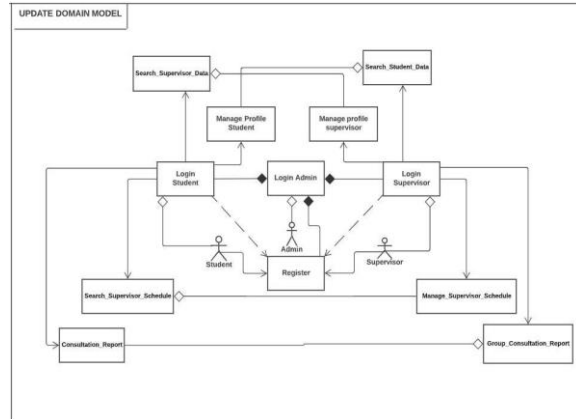 UPDATE DOMAIN MODEL
Search_Supervisor_Data
Search_Student_Data
Manage Profile
Student
Manage profile
supervisor
Login
Student
Login Admin
Login
Supervisor
Admin
Student
Supervisor
Register
Search_Supervisor_Schedule
Manage_Supervisor_Schedule
Consultation_Report
Group_Consultation_Report